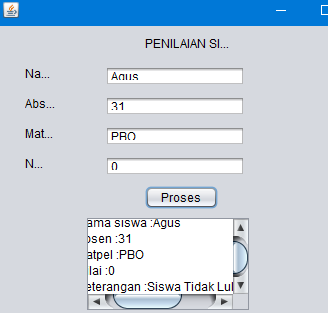 PENILAIAN SI...
Na... Agus
Abs... 31
Mat... PBO
N... 0
Proses
ama siswa :Agus
osen :31
atpel :PBO
ilai :0
eterangan :Siswa Tidak Lul